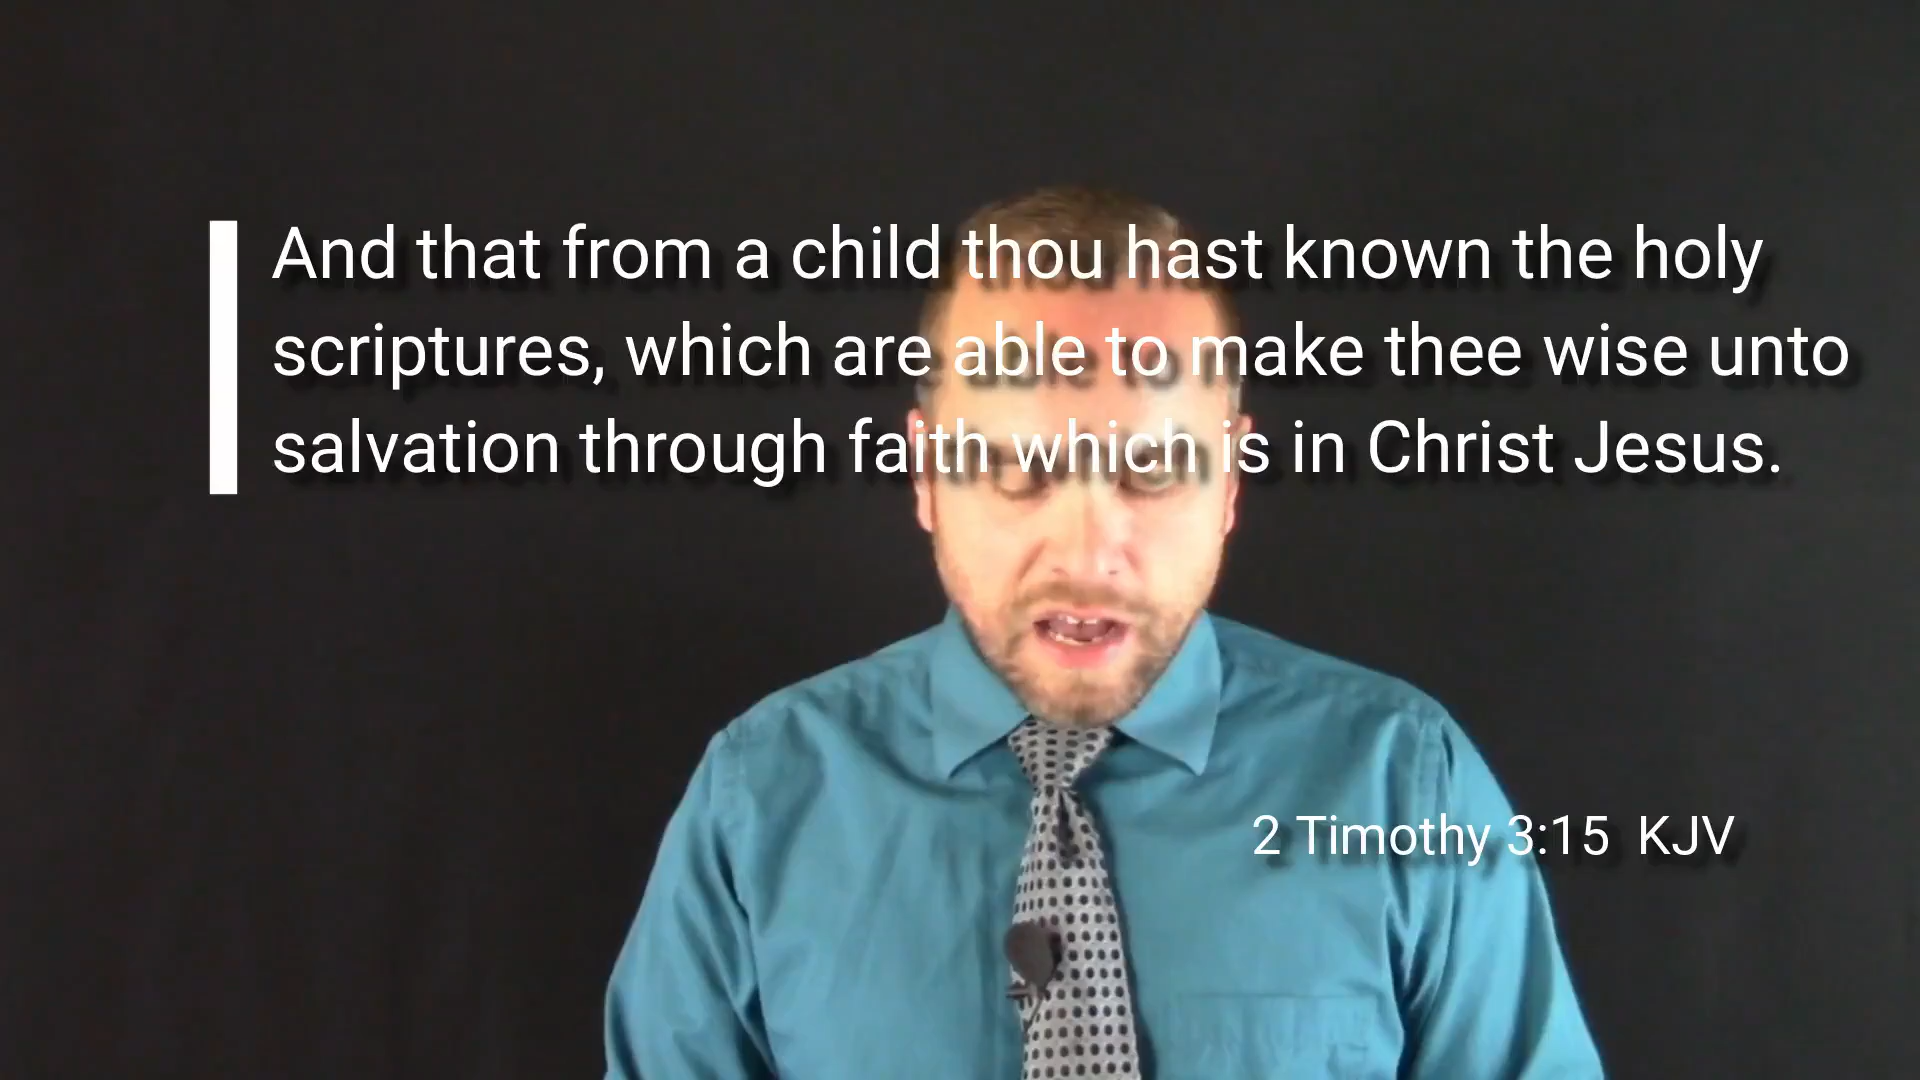 And that from a child thou hast known the holy
scriptures, which are able to make thee wise unto
salvation through faith which is in Christ Jesus.
2 Timothy 3:15 KJV